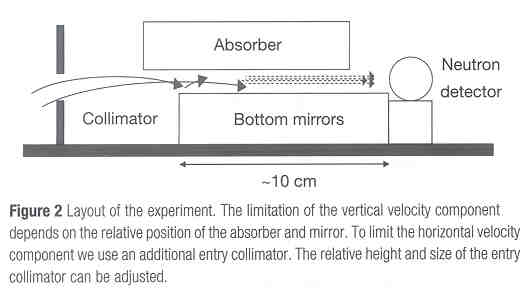 Absorber
Neutron
detector
Collimator
Bottom mirrors
~10 cm
Figure 2 Layout of the experiment. The limitation of the vertical velocity component
depends on the relative position of the absorber and mirror. To limit the horizontal velocity
component we use an additional entry collimator. The relative height and size of the entry
collimator can be adjusted.